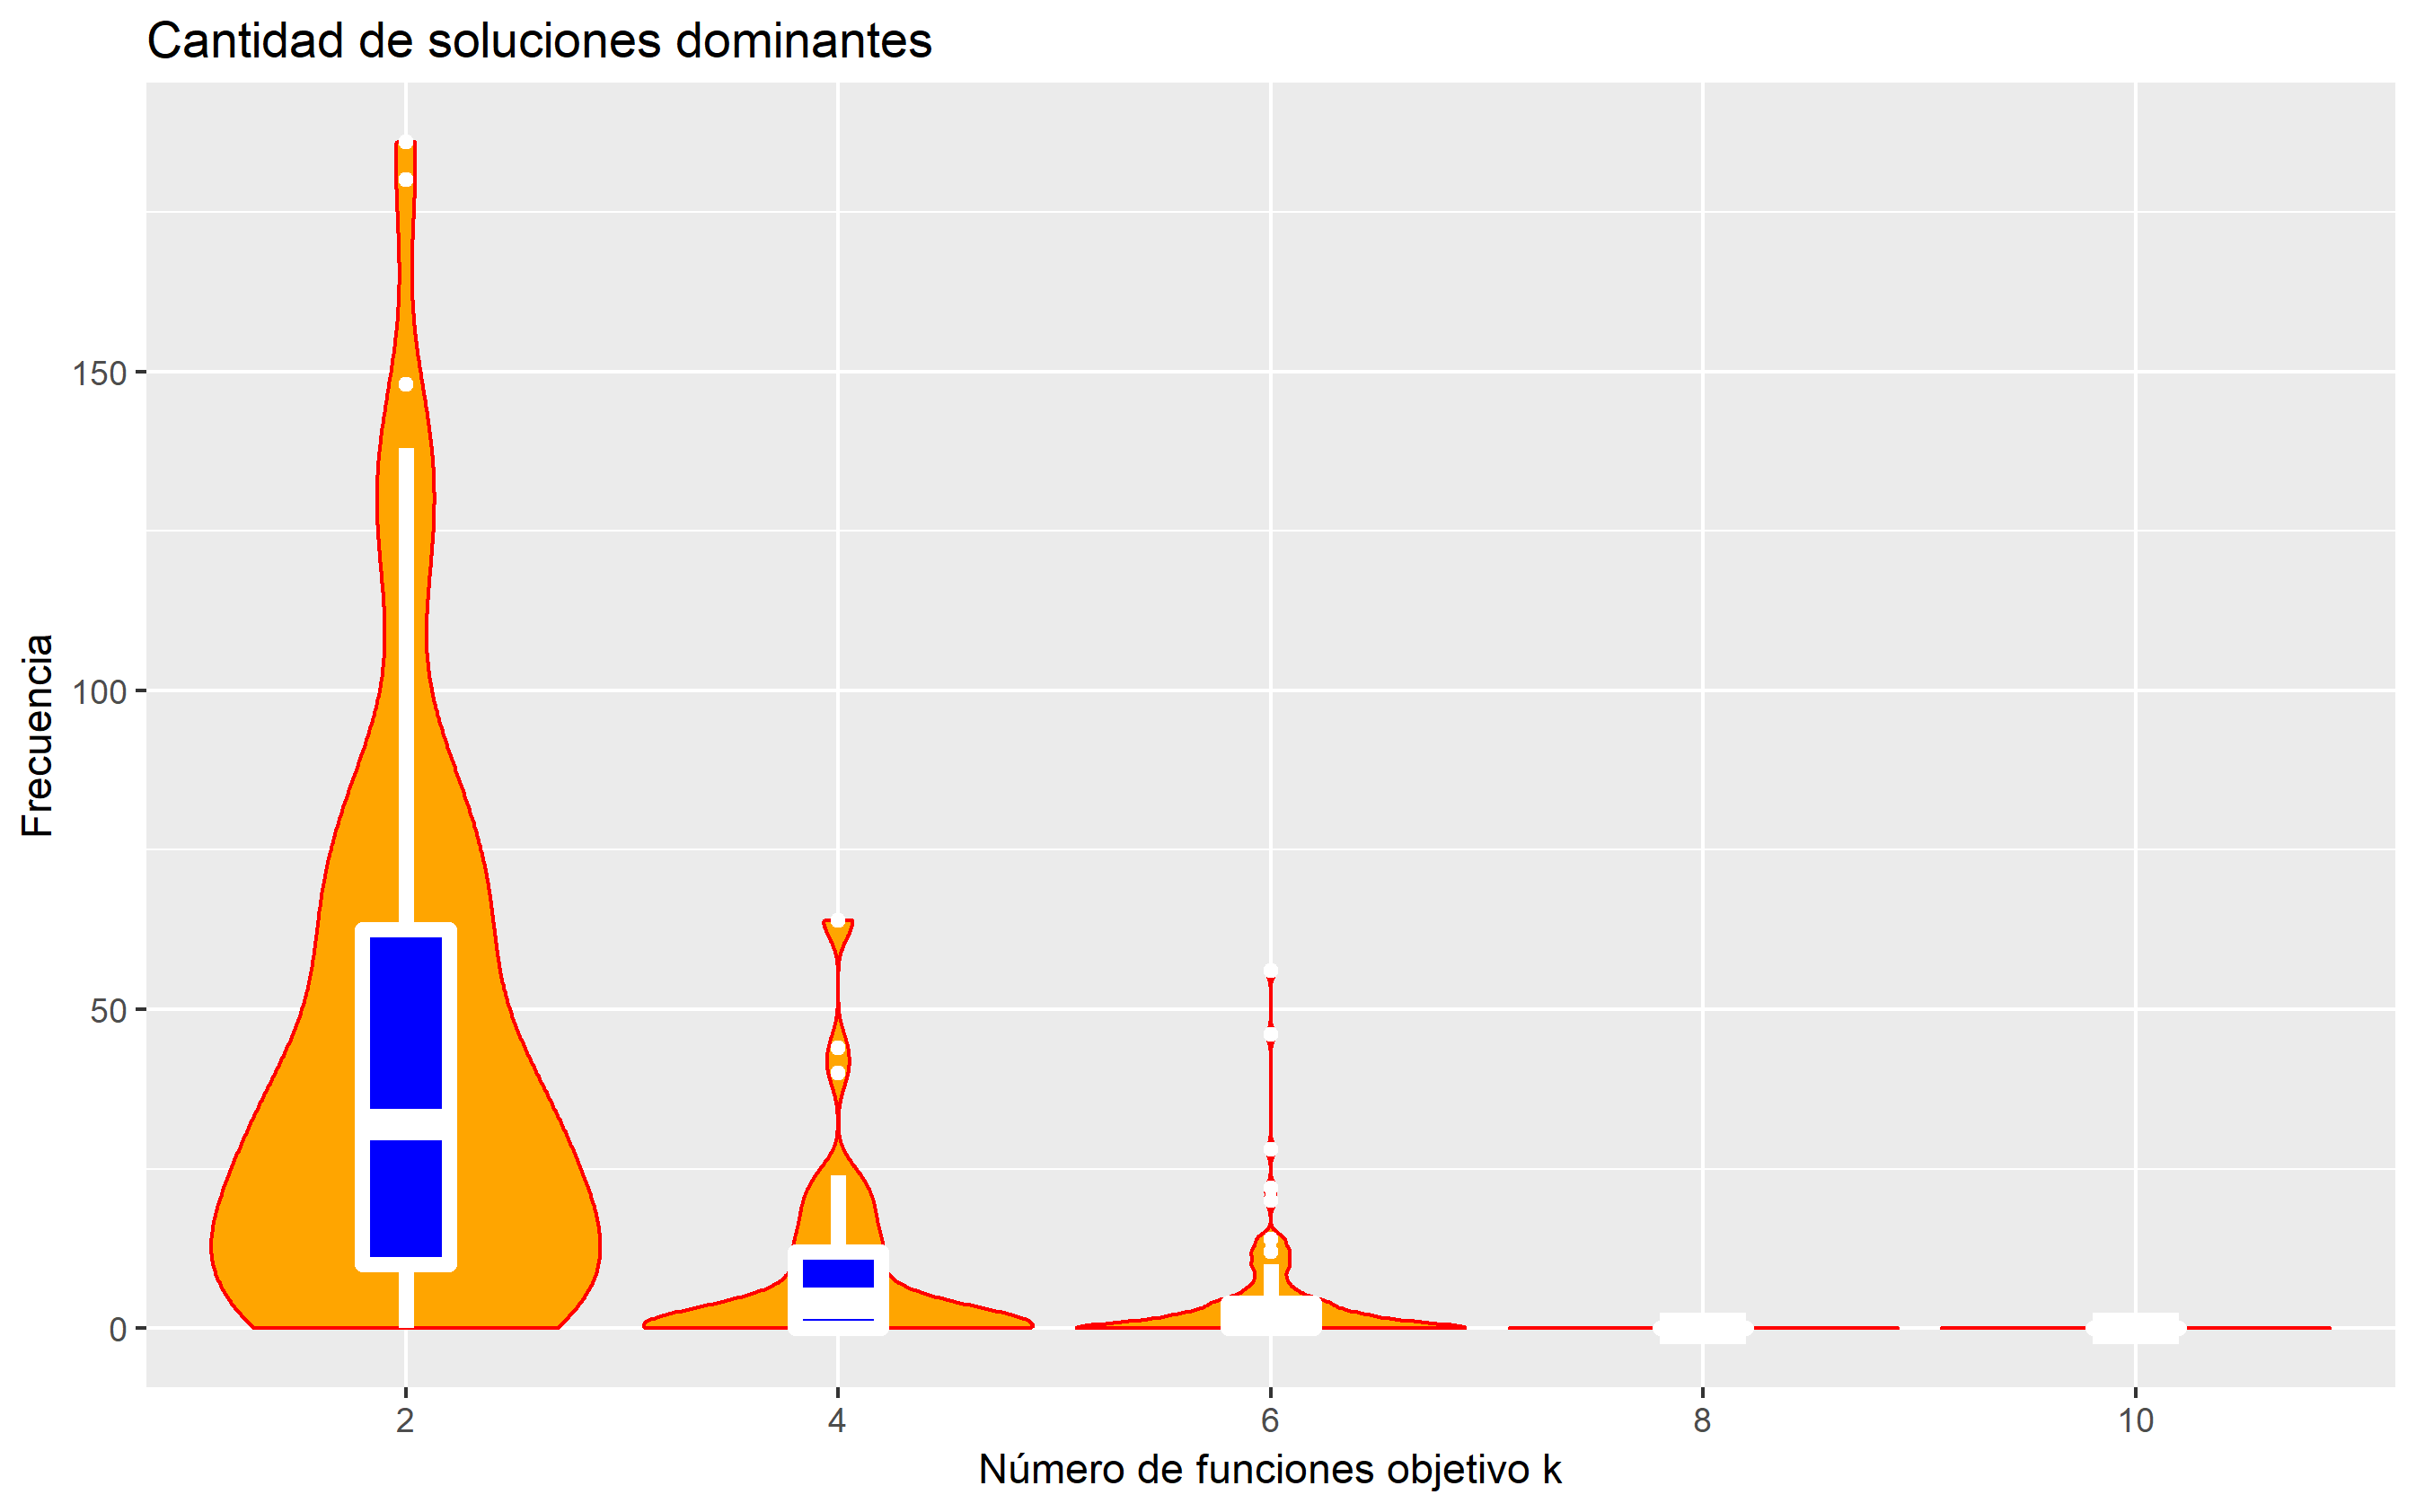 Cantidad de soluciones dominantes
150
100
50
0
Frecuencia
2 4 6 8 10
Número de funciones objetivo k